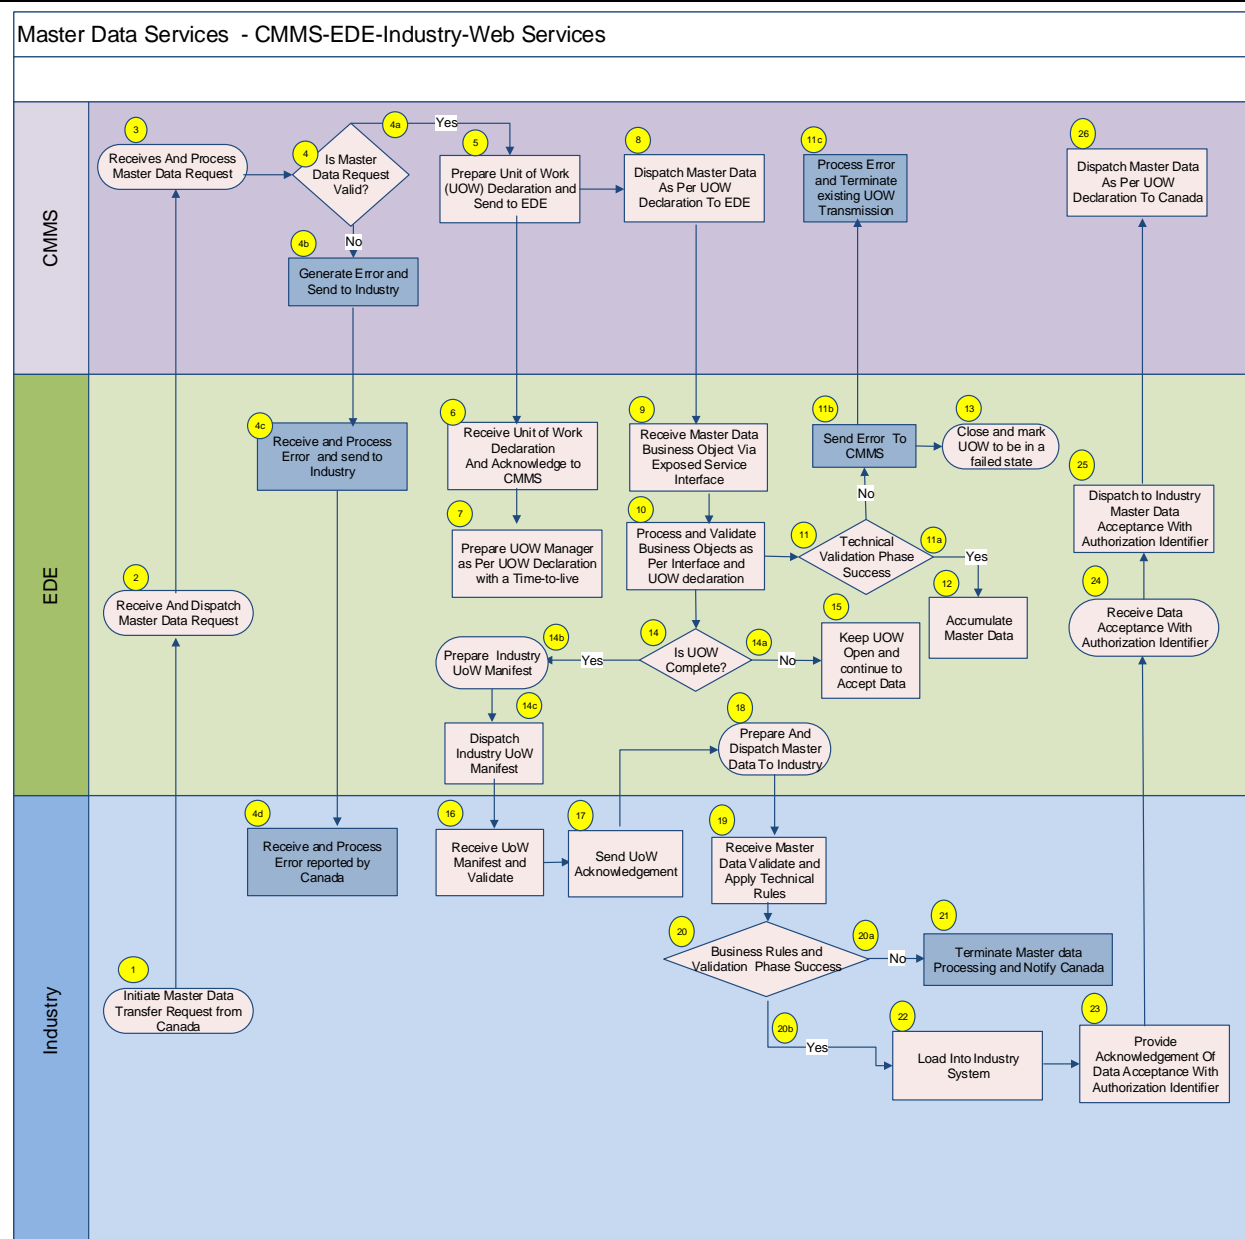 Master Data Services - CMMS-EDE-Industry-Web Services
CMMS
3
Receives And Process
Master Data Request
4
Is Master
Data Request
Valid?
4a
Yes
No
4b
Generate Error and
Send to Industry
5
Prepare Unit of Work
(UOW) Declaration and
Send to EDE
8
Dispatch Master Data
As Per UOW
Declaration To EDE
11c
Process Error
and Terminate
existing UOW
Transmission
26
Dispatch Master Data
As Per UOW
Declaration To Canada
EDE
2
Receive And Dispatch
Master Data Request
4c
Receive and Process
Error and send to
Industry
6
Receive Unit of Work
Declaration
And Acknowledge to
CMMS
7
Prepare UOW Manager
as Per UOW Declaration
with a Time-to-live
9
Receive Master Data
Business Object Via
Exposed Service
Interface
10
Process and Validate
Business Objects as
Per Interface and
UOW declaration
11
Technical
Validation Phase
Success
11a
Yes
No
11b
Send Error To
CMMS
13
Close and mark
UOW to be in a
failed state
12
Accumulate
Master Data
14
Is UOW
Complete?
14a
No
15
Keep UOW
Open and
continue to
Accept Data
Yes
14b
Prepare Industry
UoW Manifest
14c
Dispatch
Industry UoW
Manifest
18
Prepare And
Dispatch Master
Data To Industry
25
Dispatch to Industry
Master Data
Acceptance With
Authorization Identifier
24
Receive Data
Acceptance With
Authorization Identifier
Industry
1
Initiate Master Data
Transfer Request from
Canada
4d
Receive and Process
Error reported by
Canada
16
Receive UoW
Manifest and
Validate
17
Send UoW
Acknowledgement
19
Receive Master
Data Validate and
Apply Technical
Rules
20
Business Rules and
Validation Phase Success
20a
No
21
Terminate Master data
Processing and Notify Canada
20b
Yes
22
Load Into Industry
System
23
Provide
Acknowledgement Of
Data Acceptance With
Authorization Identifier